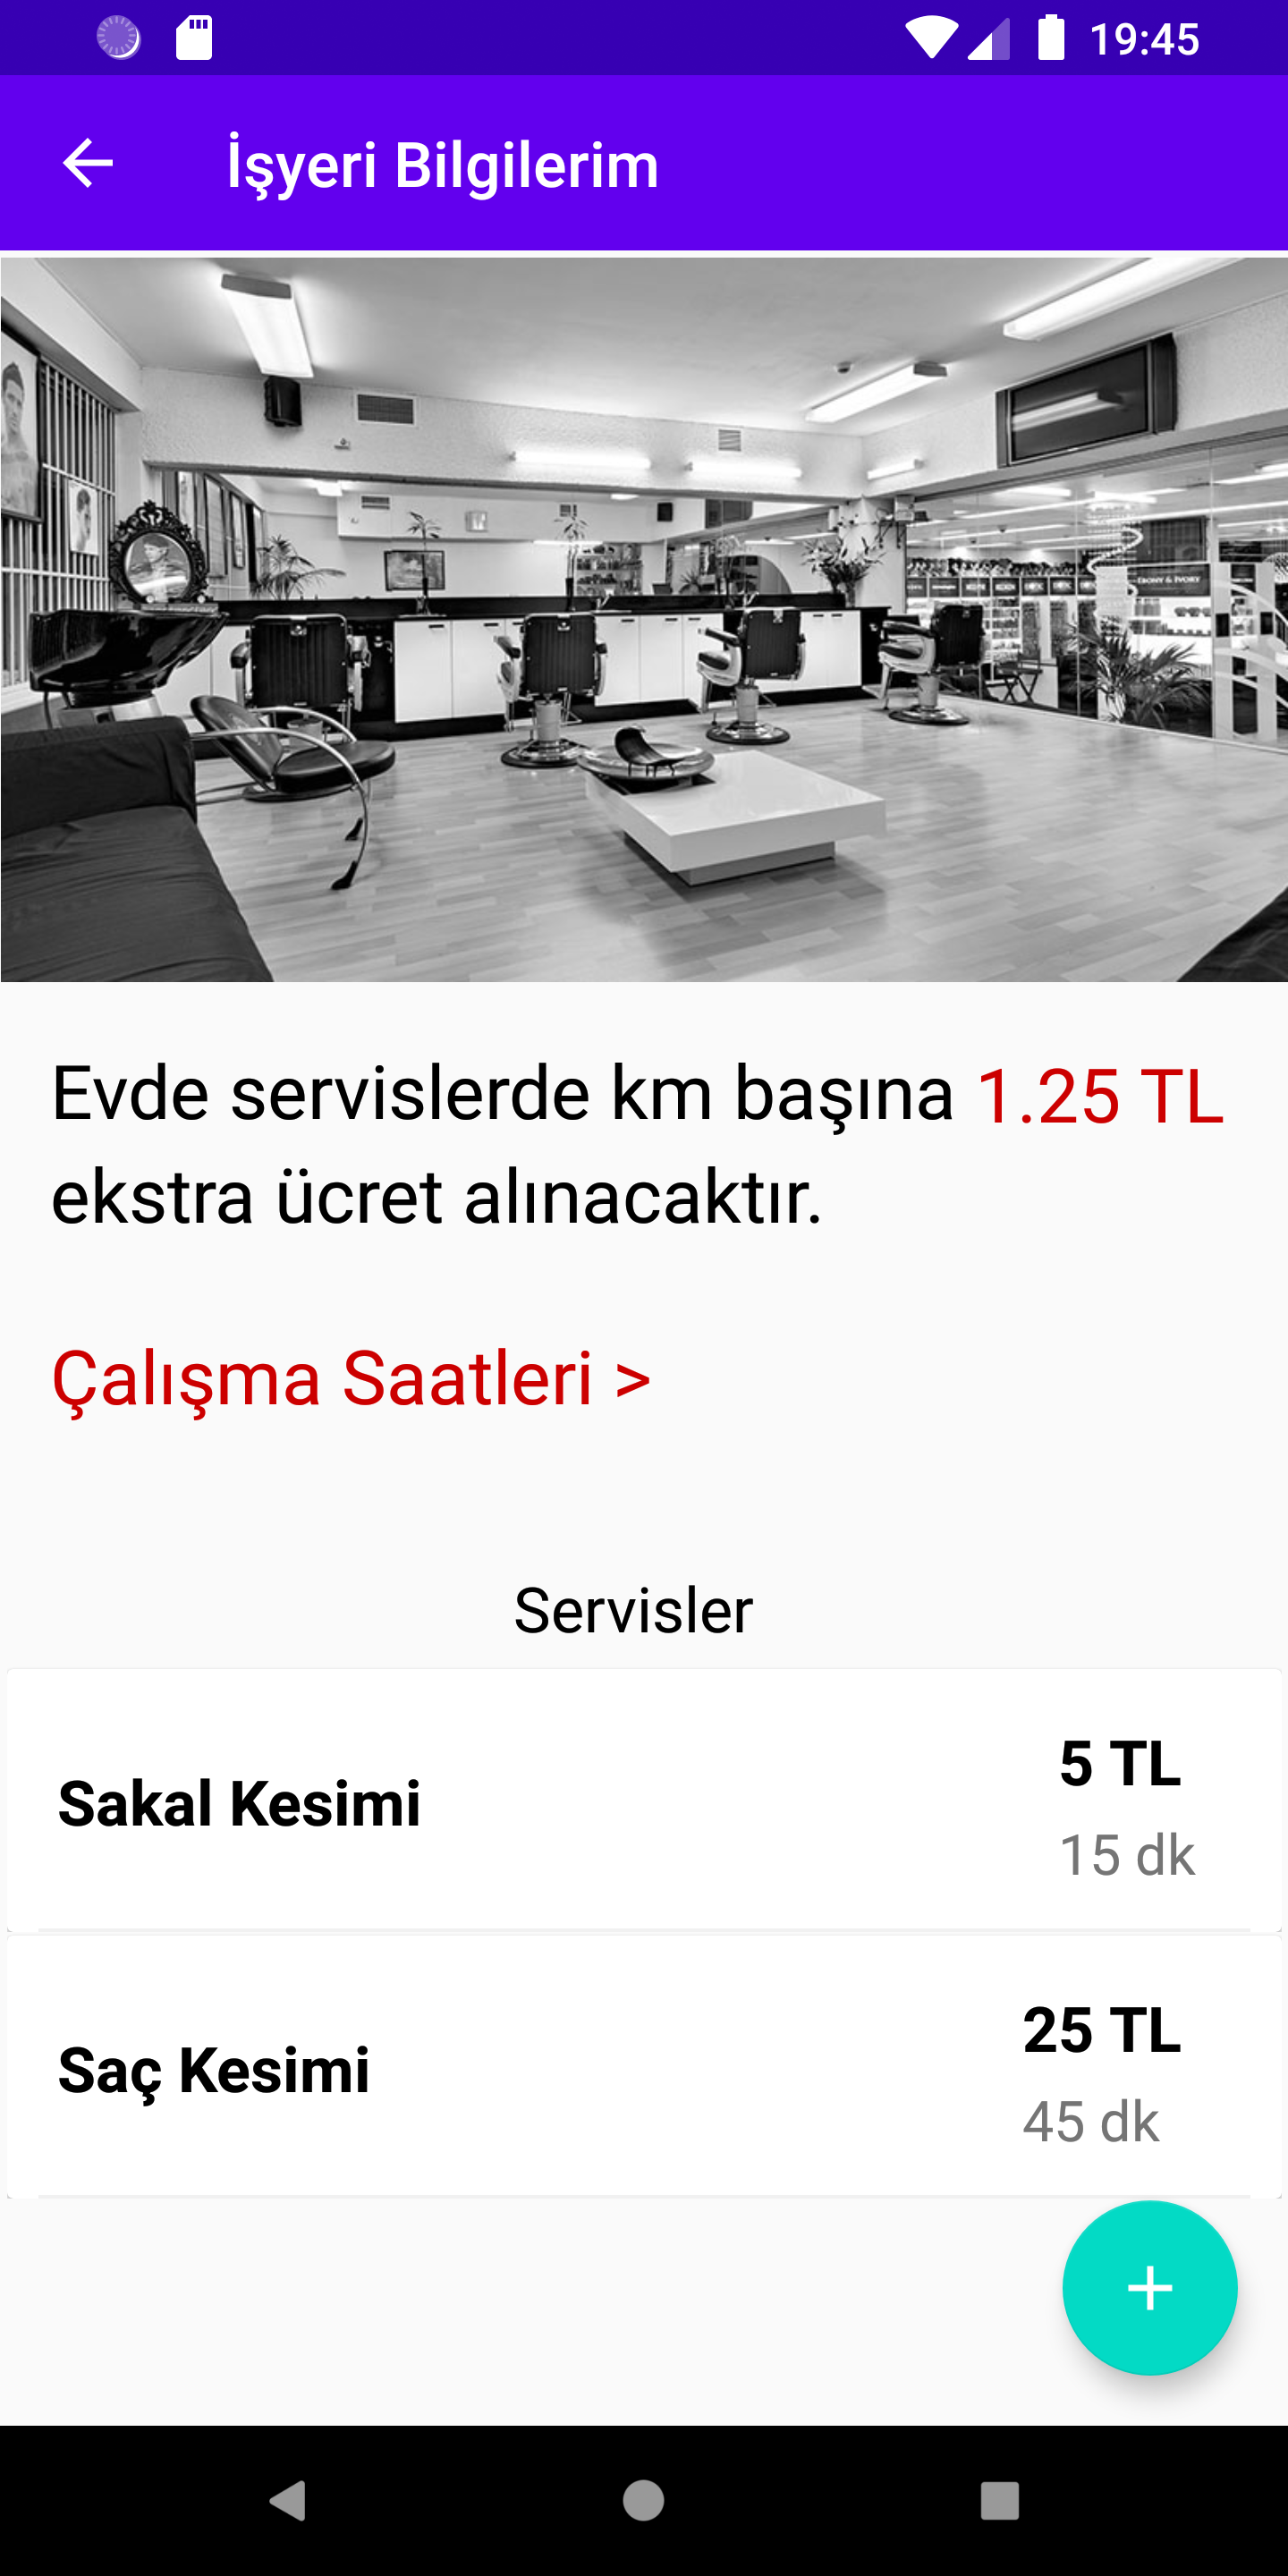 19:45
İşyeri Bilgilerim
EBONY & IVORY
Evde servislerde km başına 1.25 TL
ekstra ücret alınacaktır.
Çalışma Saatleri >
Servisler
Sakal Kesimi
5 TL
15 dk
Saç Kesimi
25 TL
45 dk
+